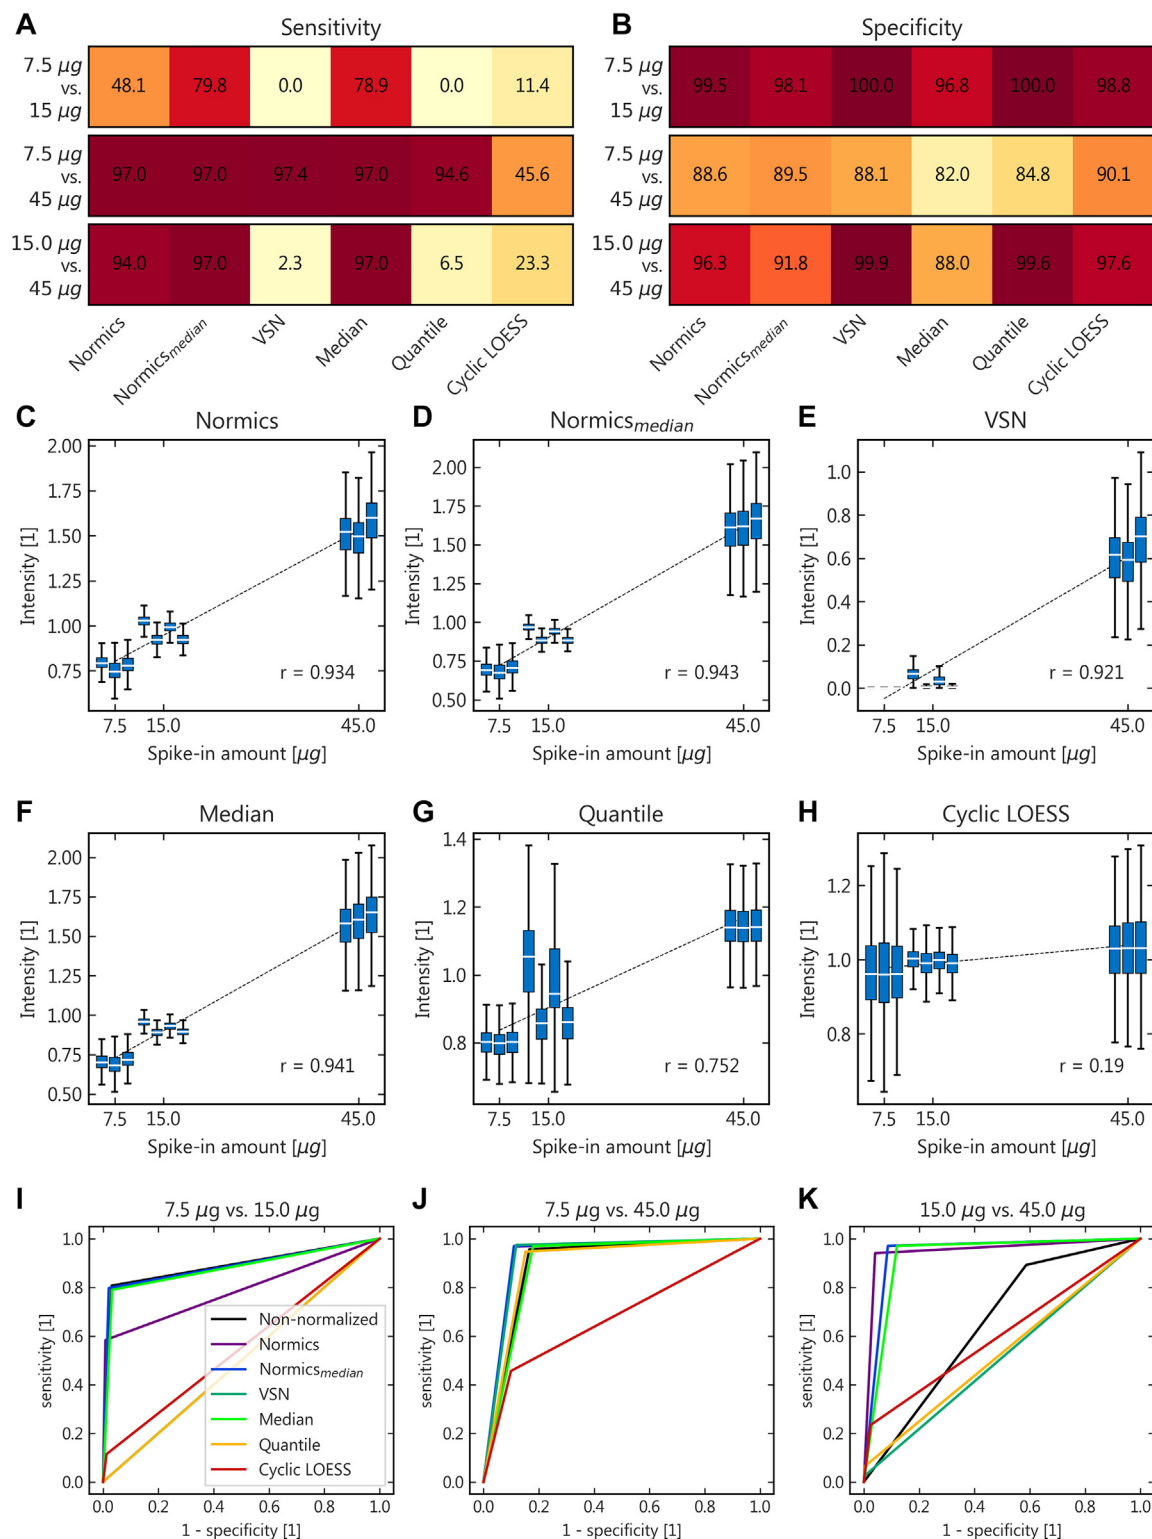 A Sensitivity
7.5 μg
vs.
15 μg
48.1 79.8 0.0 78.9 0.0 11.4
7.5 μg
vs.
45 μg
97.0 97.0 97.4 97.0 94.6 45.6
15.0 μg
vs.
45 μg
94.0 97.0 2.3 97.0 6.5 23.3
Normics Normicsmedian VSN Median Quantile Cyclic LOESS
B Specificity
7.5 μg
vs.
15 μg
99.5 98.1 100.0 96.8 100.0 98.8
7.5 μg
vs.
45 μg
88.6 89.5 88.1 82.0 84.8 90.1
15.0 μg
vs.
45 μg
96.3 91.8 99.9 88.0 99.6 97.6
Normics Normicsmedian VSN Median Quantile Cyclic LOESS
C Normics
Intensity [1]
2.00
1.75
1.50
1.25
1.00
0.75
r = 0.934
7.5 15.0 45.0
Spike-in amount [μg]
D Normicsmedian
Intensity [1]
2.00
1.75
1.50
1.25
1.00
0.75
0.50
r = 0.943
7.5 15.0 45.0
Spike-in amount [μg]
E VSN
Intensity [1]
1.0
0.8
0.6
0.4
0.2
0.0
r = 0.921
7.5 15.0 45.0
Spike-in amount [μg]
F Median
Intensity [1]
2.00
1.75
1.50
1.25
1.00
0.75
0.50
r = 0.941
7.5 15.0 45.0
Spike-in amount [μg]
G Quantile
Intensity [1]
1.4
1.2
1.0
0.8
r = 0.752
7.5 15.0 45.0
Spike-in amount [μg]
H Cyclic LOESS
Intensity [1]
1.2
1.0
0.8
r = 0.19
7.5 15.0 45.0
Spike-in amount [μg]
I 7.5 μg vs. 15.0 μg
sensitivity [1]
1.0
0.8
0.6
0.4
0.2
0.0
Non-normalized
Normics
Normicsmedian
VSN
Median
Quantile
Cyclic LOESS
0.0 0.2 0.4 0.6 0.8 1.0
1 - specificity [1]
J 7.5 μg vs. 45.0 μg
sensitivity [1]
1.0
0.8
0.6
0.4
0.2
0.0
0.0 0.2 0.4 0.6 0.8 1.0
1 - specificity [1]
K 15.0 μg vs. 45.0 μg
sensitivity [1]
1.0
0.8
0.6
0.4
0.2
0.0
0.0 0.2 0.4 0.6 0.8 1.0
1 - specificity [1]